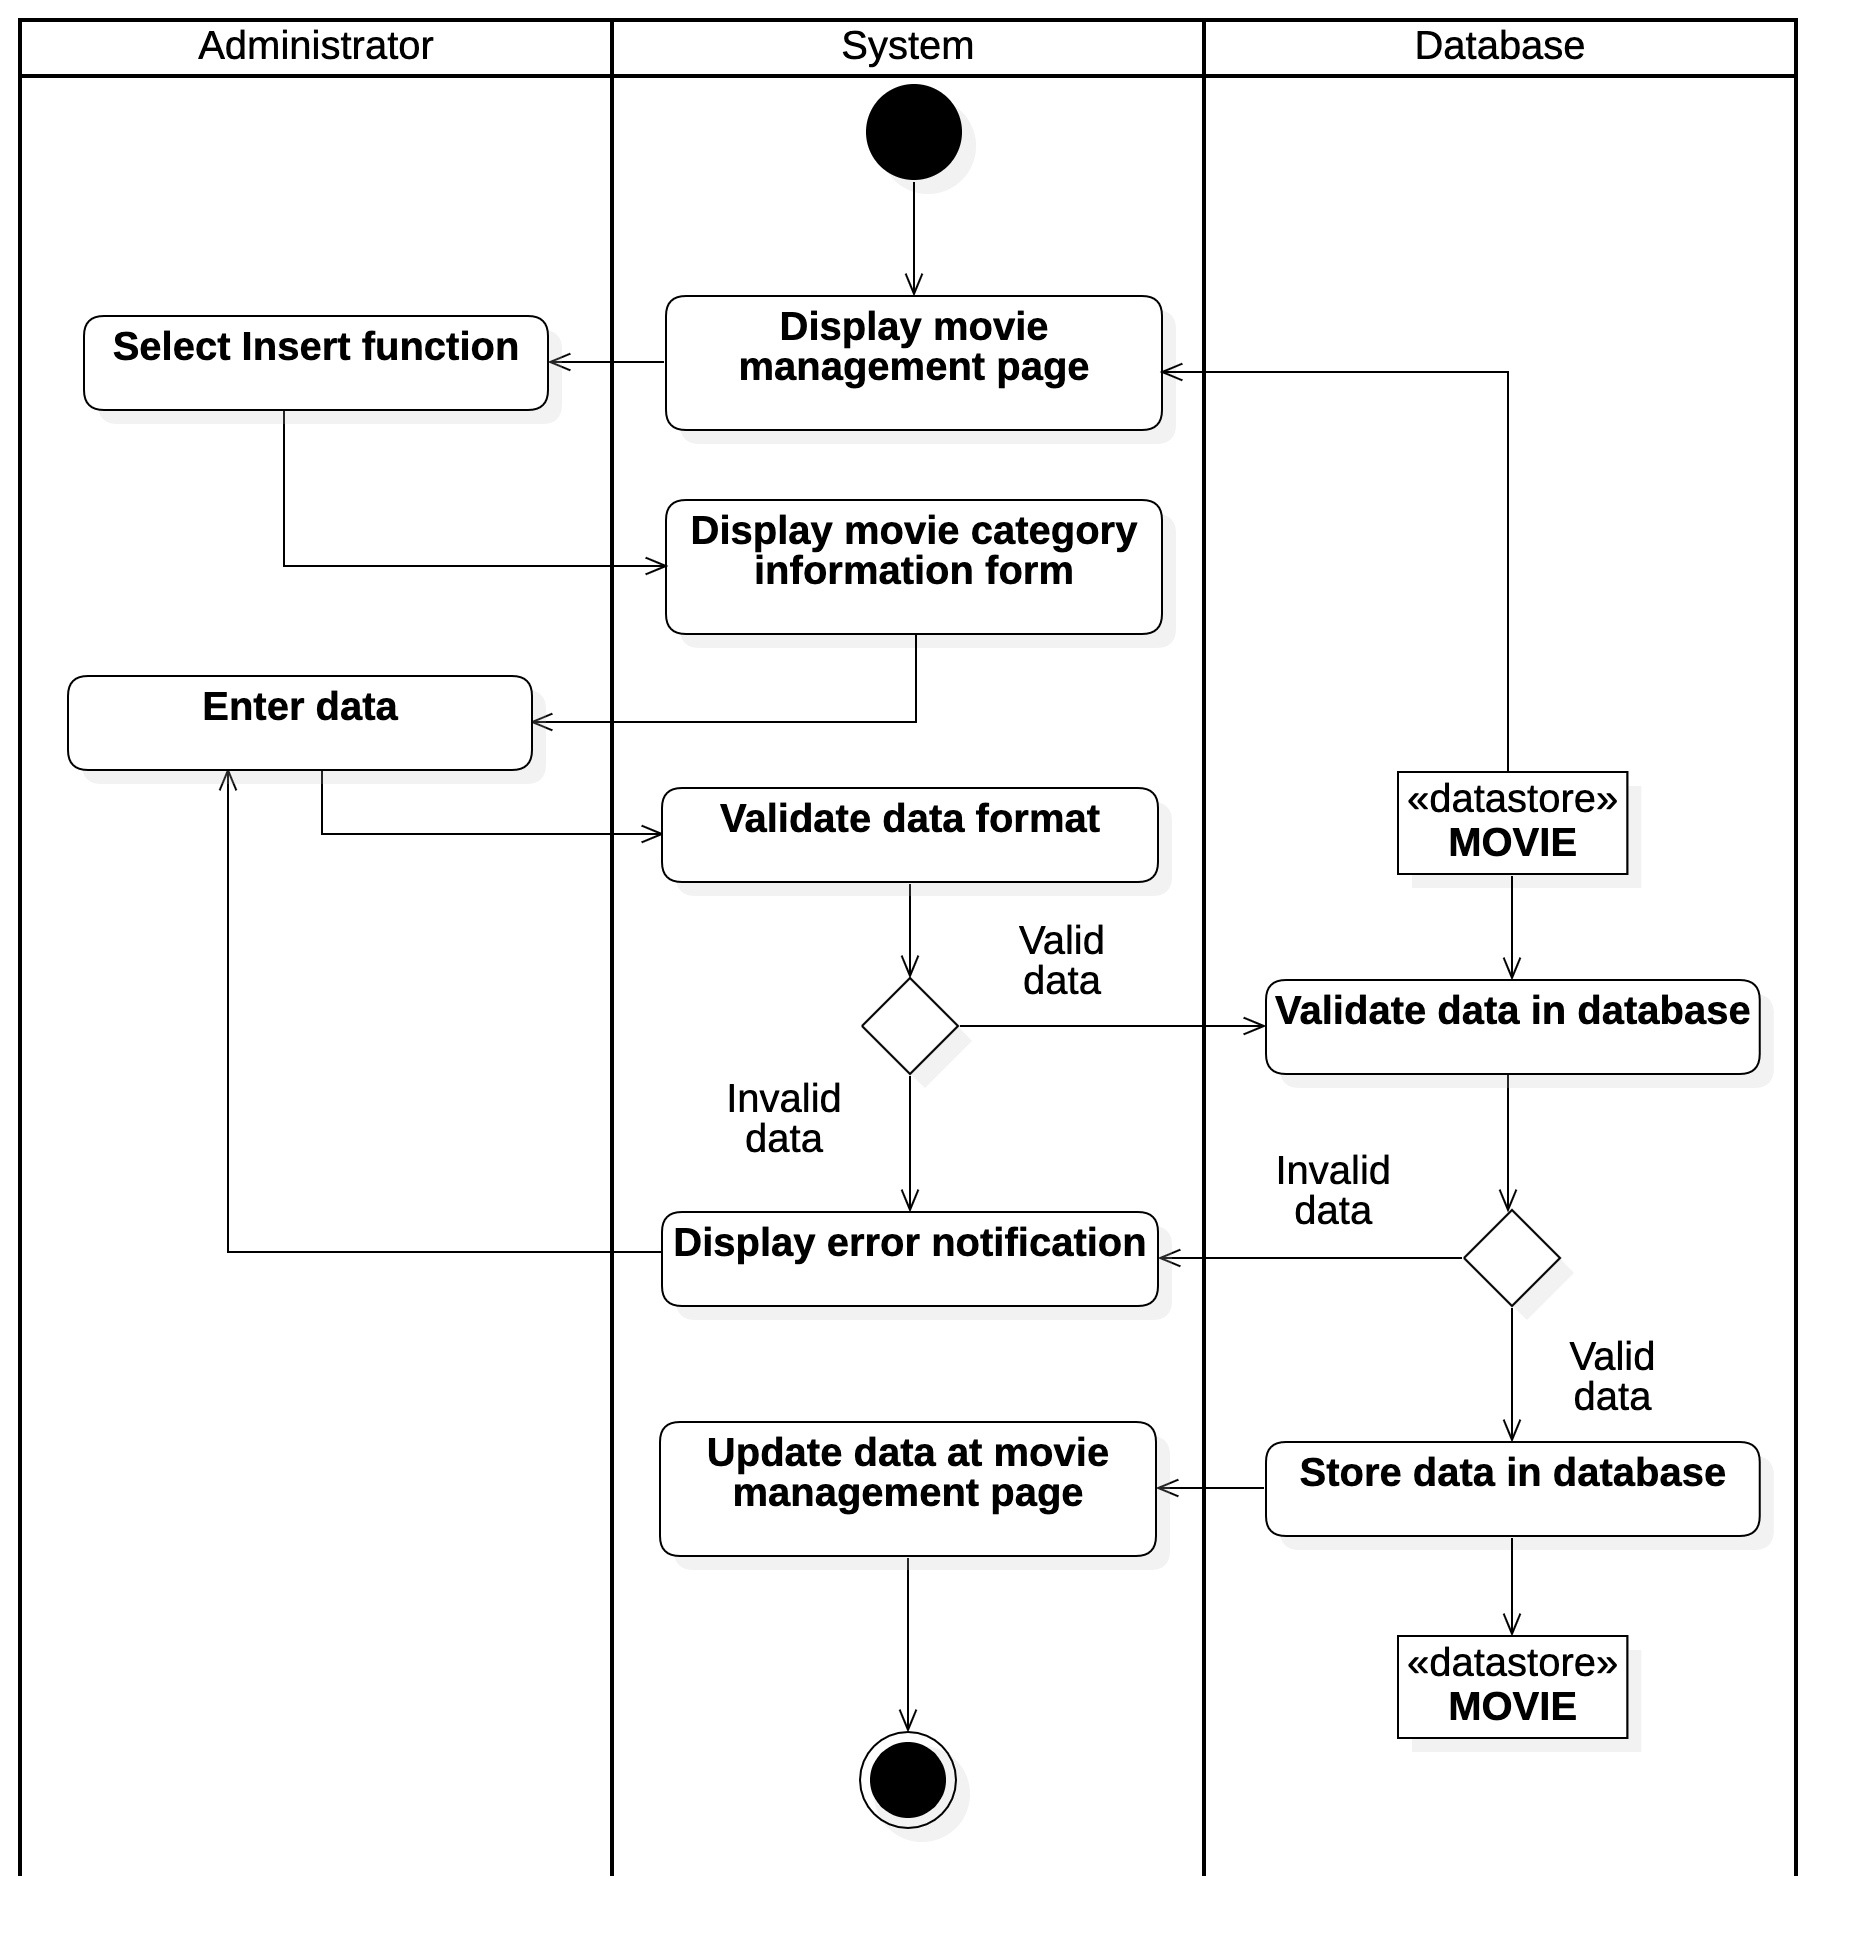 Administrator
System
Database
Display movie
management page
Select Insert function
Display movie category
information form
Enter data
«datastore»
MOVIE
Validate data format
Valid
data
Validate data in database
Invalid
data
Invalid
data
Display error notification
Valid
data
Update data at movie
management page
Store data in database
«datastore»
MOVIE